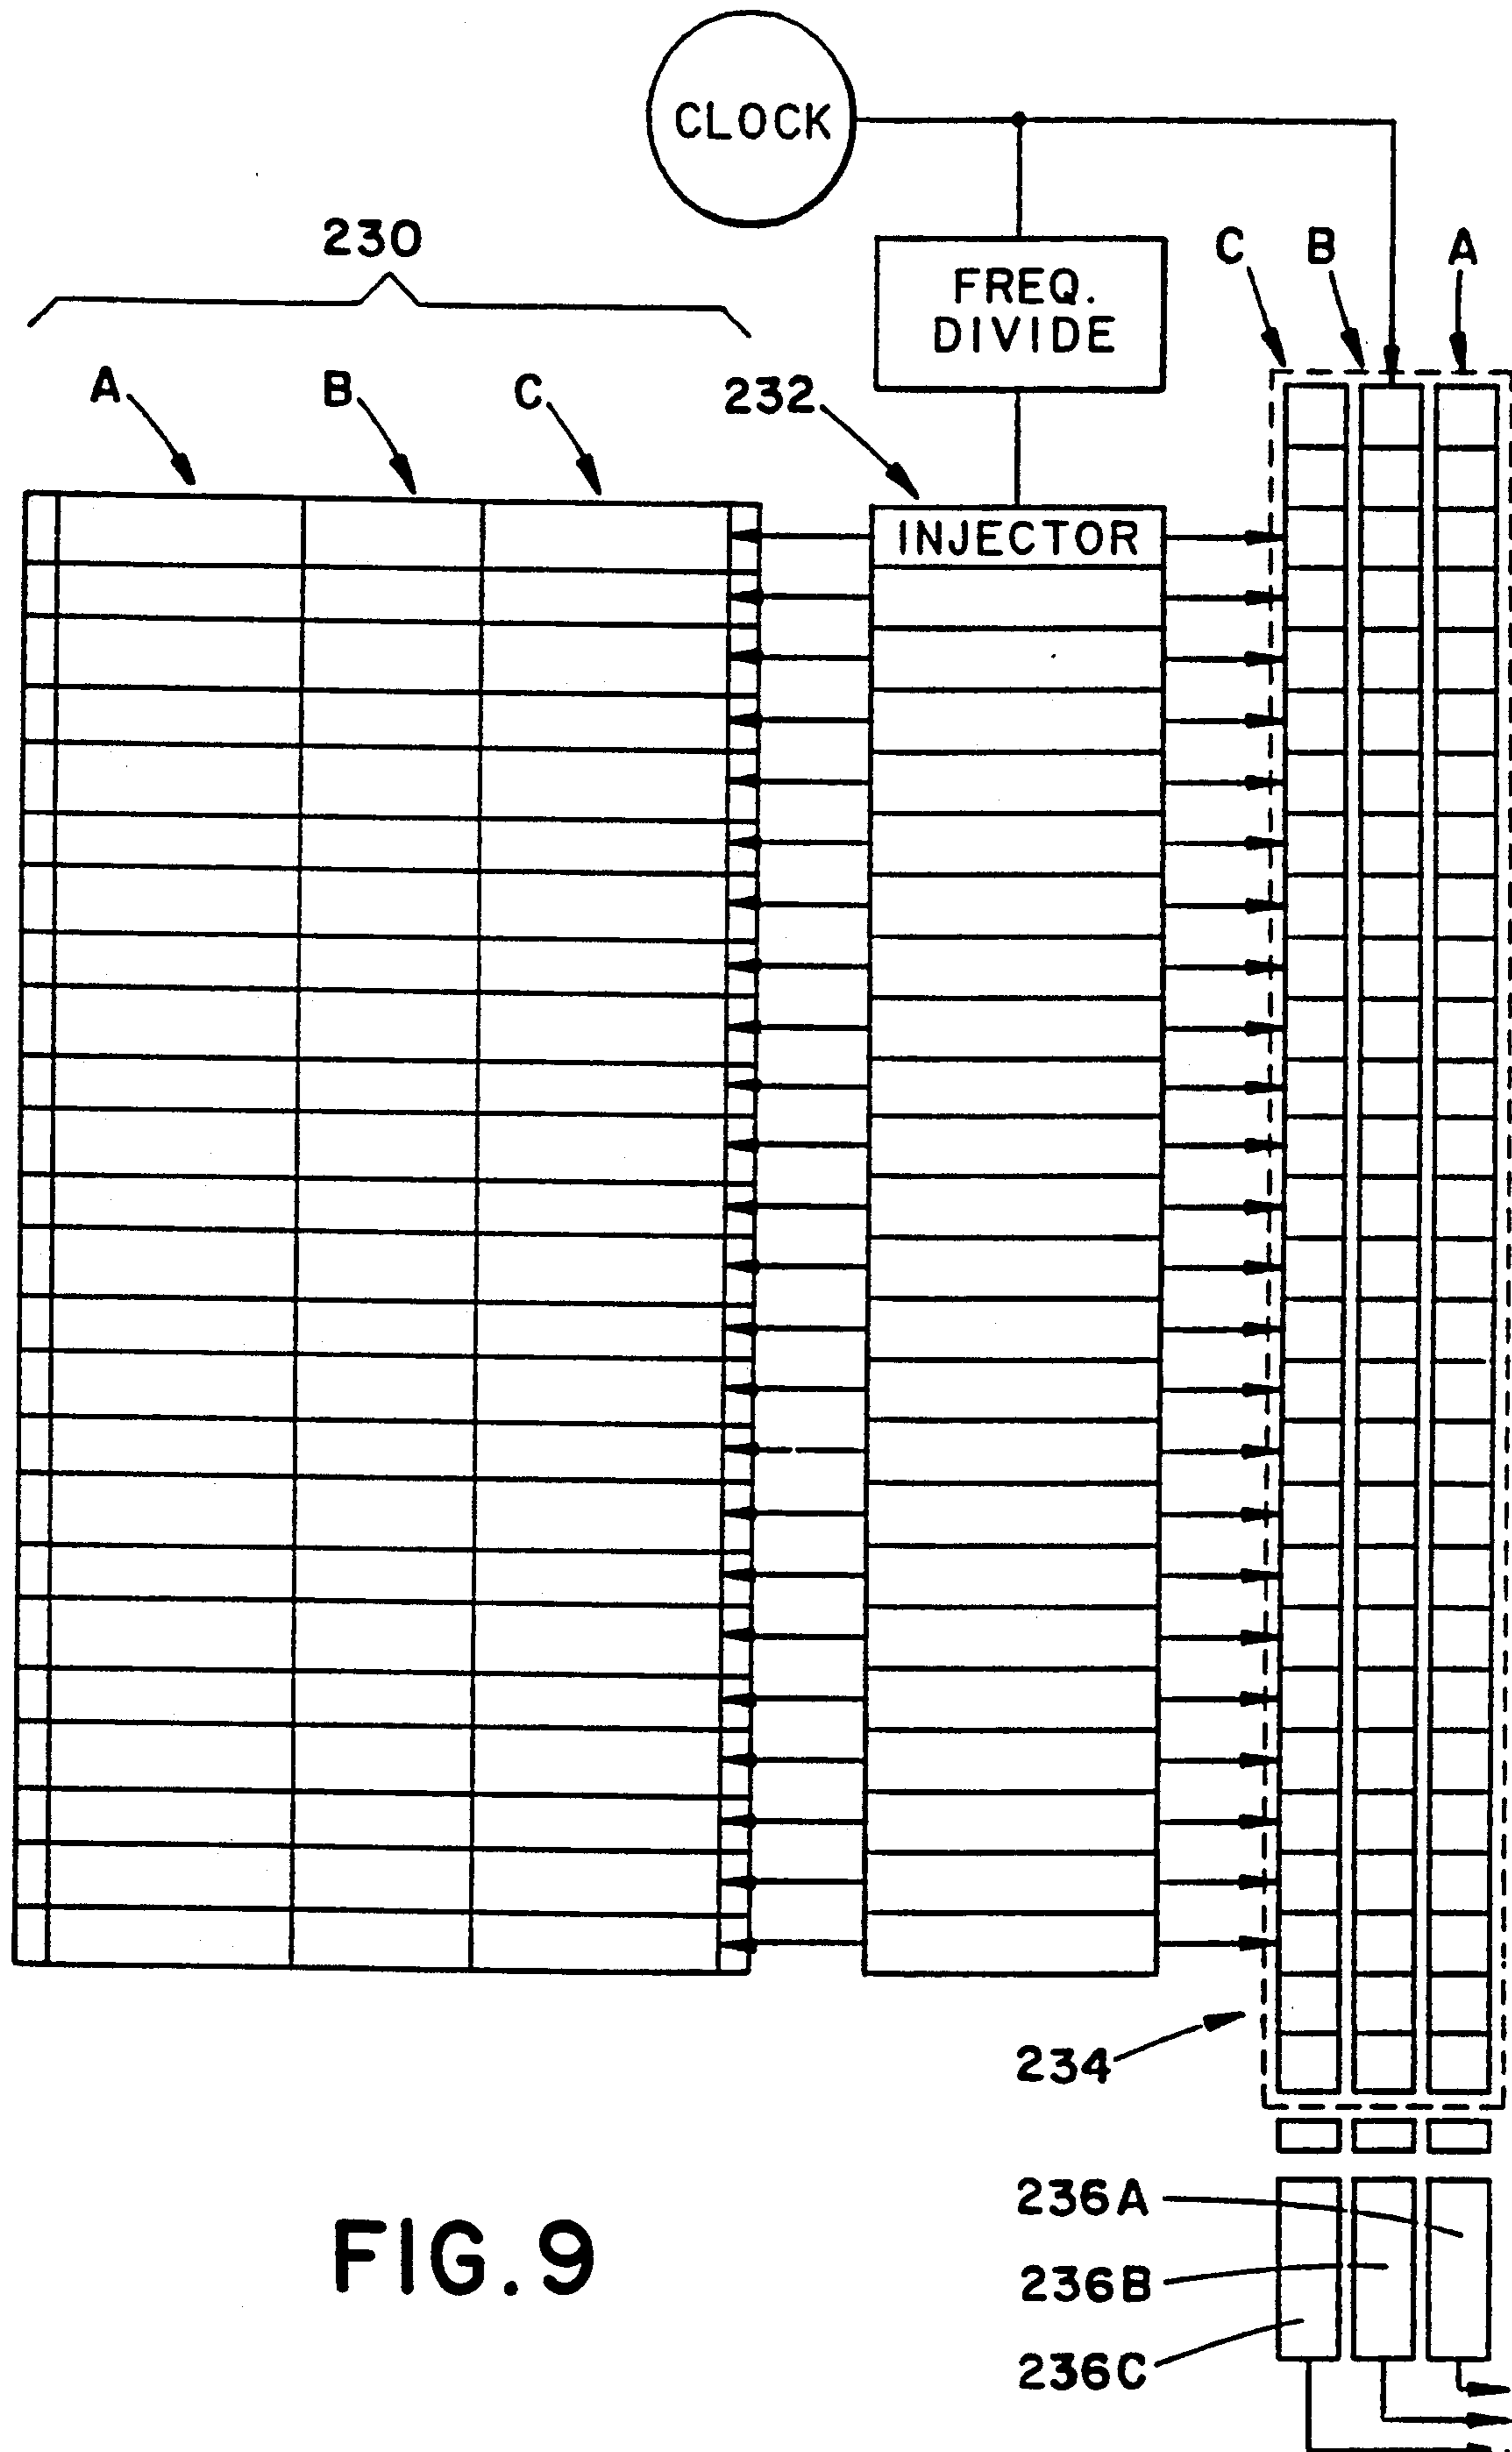 CLOCK
230
FREQ.
DIVIDE
C B A
A B C
232
INJECTOR
234
236A
236B
236C
FIG. 9